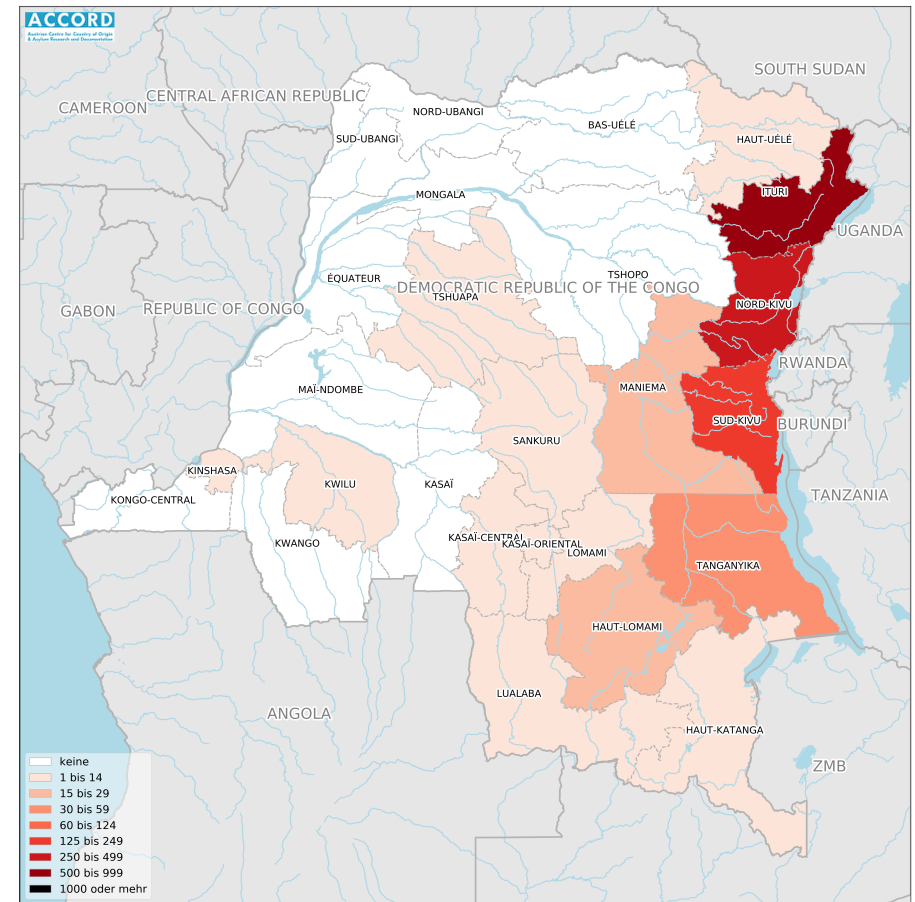 ACCORD
Austrian Centre for Country of Origin
& Asylum Research and Documentation
SOUTH SUDAN
CENTRAL AFRICAN REPUBLIC
CAMEROON
NORD-UBANGI
BAS-UÉLÉ
SUD-UBANGI
HAUT-UÉLÉ
ITURI
MONGALA
UGANDA
TSHOPO
ÉQUATEUR
DEMOCRATIC REPUBLIC OF THE CONGO
TSHUAPA
NORD-KIVU
GABON
REPUBLIC OF CONGO
RWANDA
MANIEMA
MAÏ-NDOMBE
SUD-KIVU
BURUNDI
SANKURU
KINSHASA
KWILU
KASAÏ
TANZANIA
KONGO-CENTRAL
KWANGO
KASAÏ-CENTRAL
KASAÏ-ORIENTAL
LOMAMI
TANGANYIKA
HAUT-LOMAMI
LUALABA
ANGOLA
HAUT-KATANGA
ZMB
keine
1 bis 14
15 bis 29
30 bis 59
60 bis 124
125 bis 249
250 bis 499
500 bis 999
1000 oder mehr